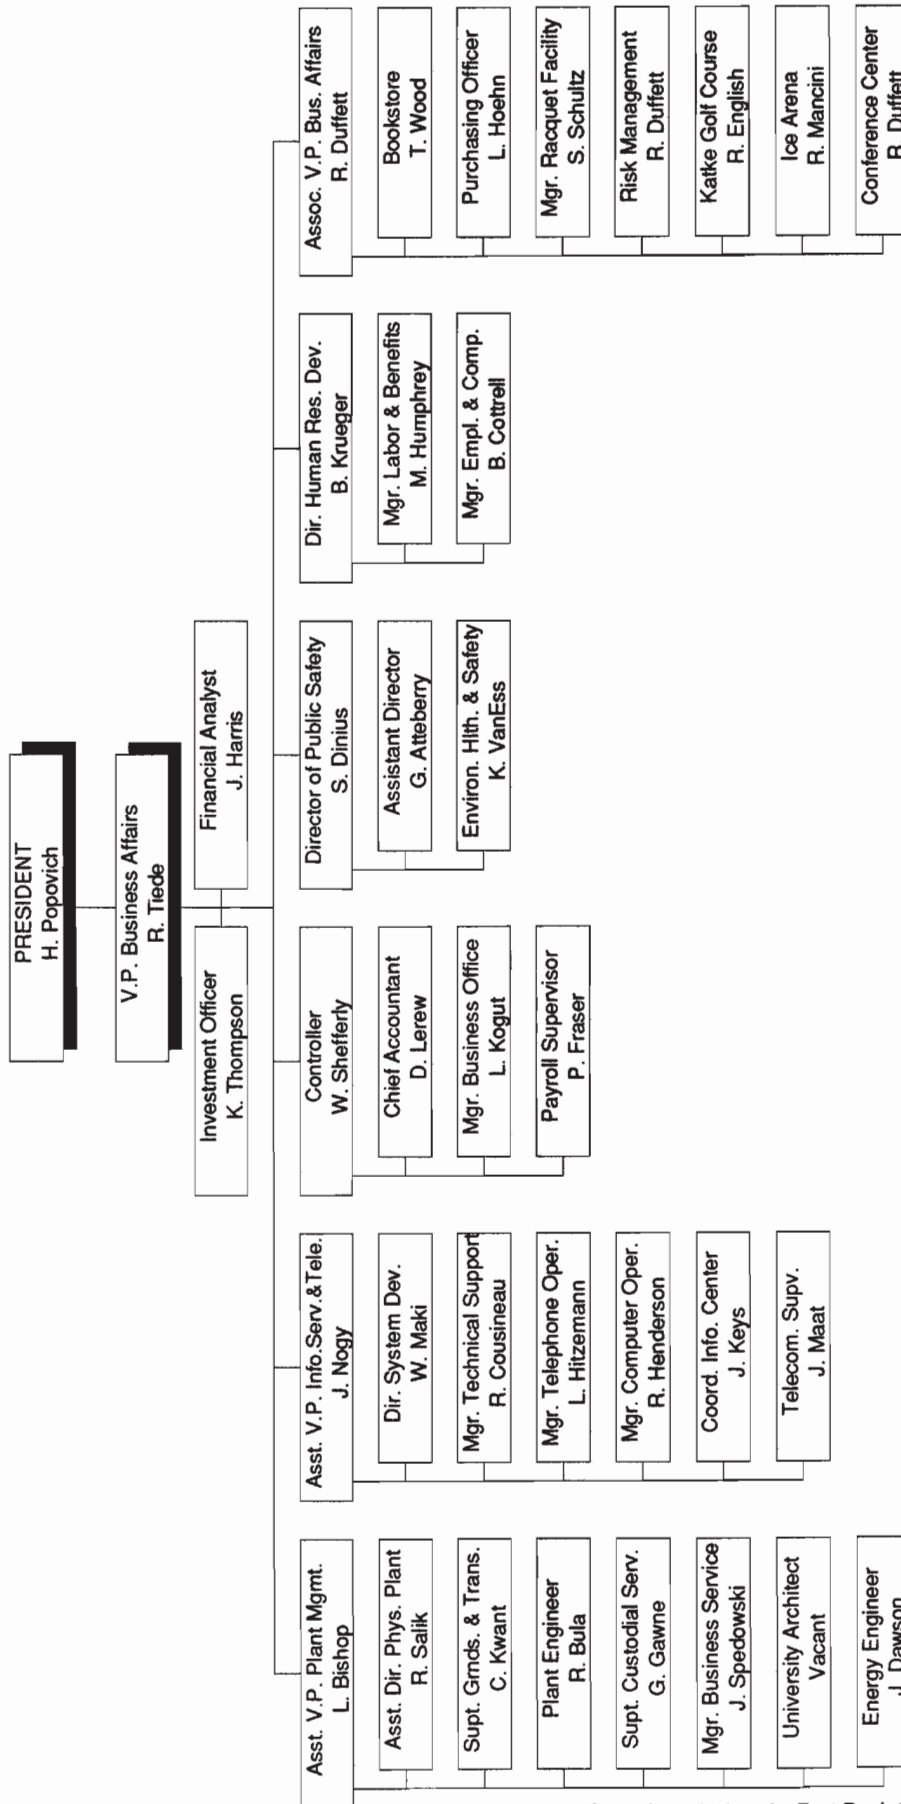 PRESIDENT
H. Popovich
V.P. Business Affairs
R. Tiede
Investment Officer
K. Thompson
Financial Analyst
J. Harris
Asst. V.P. Plant Mgmt.
L. Bishop
Asst. Dir. Phys. Plant
R. Salik
Supt. Grnds. & Trans.
C. Kwant
Plant Engineer
R. Bula
Supt. Custodial Serv.
G. Gawne
Mgr. Business Service
J. Spedowski
University Architect
Vacant
Energy Engineer
J. Dawson
Asst. V.P. Info.Serv.&Tele.
J. Nogy
Dir. System Dev.
W. Maki
Mgr. Technical Support
R. Cousineau
Mgr. Telephone Oper.
L. Hitzemann
Mgr. Computer Oper.
R. Henderson
Coord. Info. Center
J. Keys
Telecom. Supv.
J. Maat
Controller
W. Shefferly
Chief Accountant
D. Lerew
Mgr. Business Office
L. Kogut
Payroll Supervisor
P. Fraser
Director of Public Safety
S. Dinius
Assistant Director
G. Atteberry
Environ. Hlth. & Safety
K. VanEss
Dir. Human Res. Dev.
B. Krueger
Mgr. Labor & Benefits
M. Humphrey
Mgr. Empl. & Comp.
B. Cottrell
Assoc. V.P. Bus. Affairs
R. Duffett
Bookstore
T. Wood
Purchasing Officer
L. Hoehn
Mgr. Racquet Facility
S. Schultz
Risk Management
R. Duffett
Katke Golf Course
R. English
Ice Arena
R. Mancini
Conference Center
R. Duffett